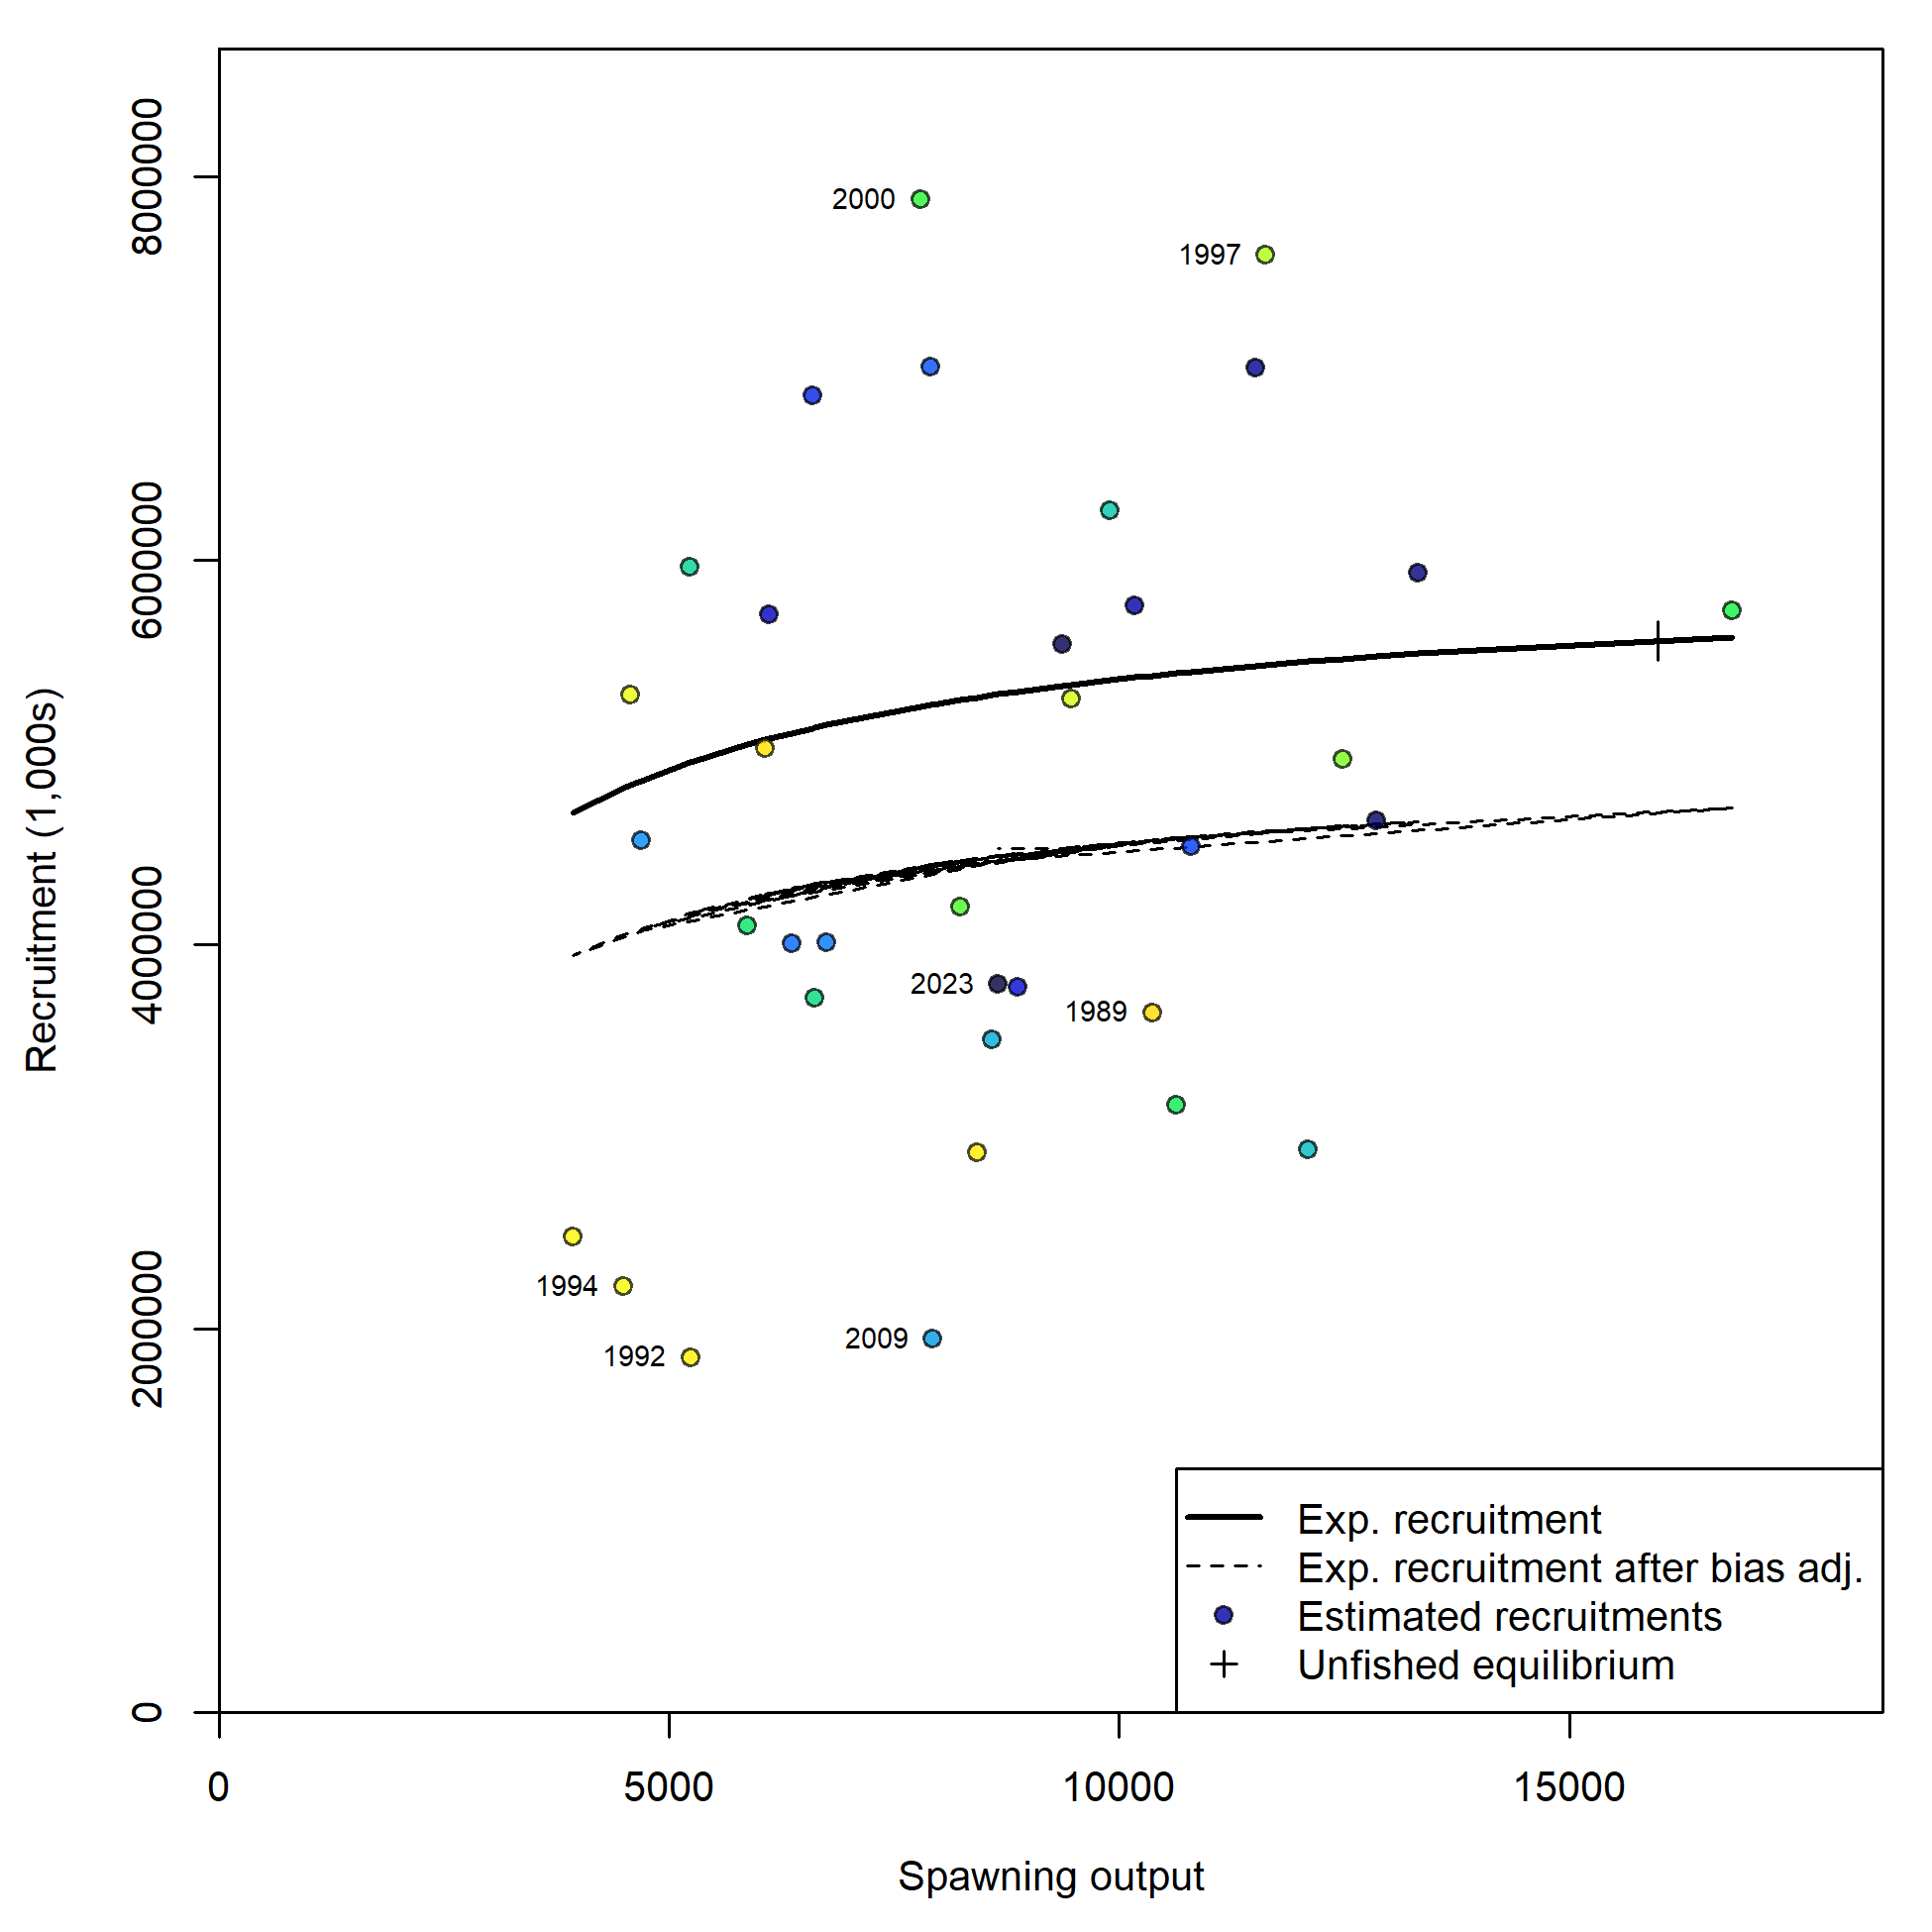 8000000
6000000
4000000
2000000
0
Recruitment (1,000s)
2000
1997
2023
1989
1994
1992
2009
Exp. recruitment
Exp. recruitment after bias adj.
Estimated recruitments
Unfished equilibrium
0
5000
10000
15000
Spawning output